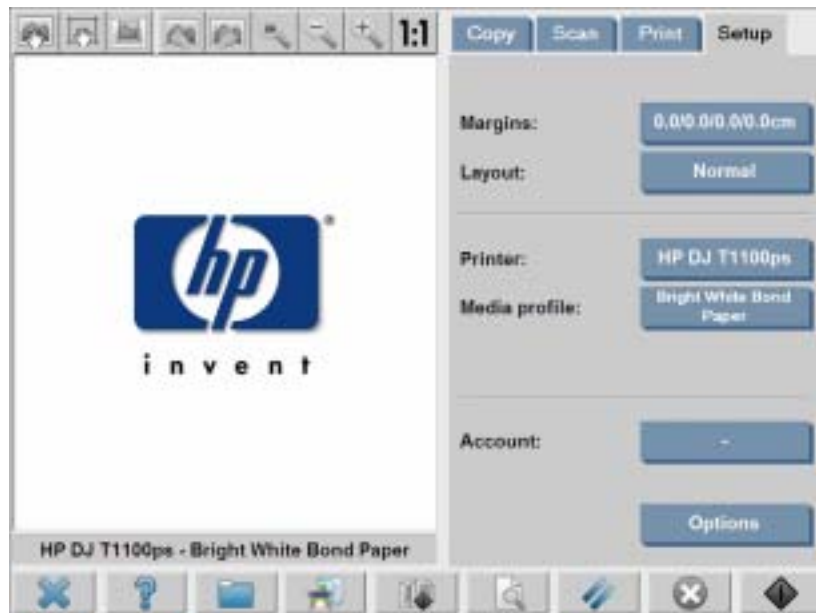 1:1
Copy
Scan
Print
Setup
Margins:
0.0/0.0/0.0/0.0cm
Layout:
Normal
hp
®
invent
Printer:
HP DJ T1100ps
Media profile:
Bright White Bond
Paper
Account:
-
Options
HP DJ T1100ps - Bright White Bond Paper